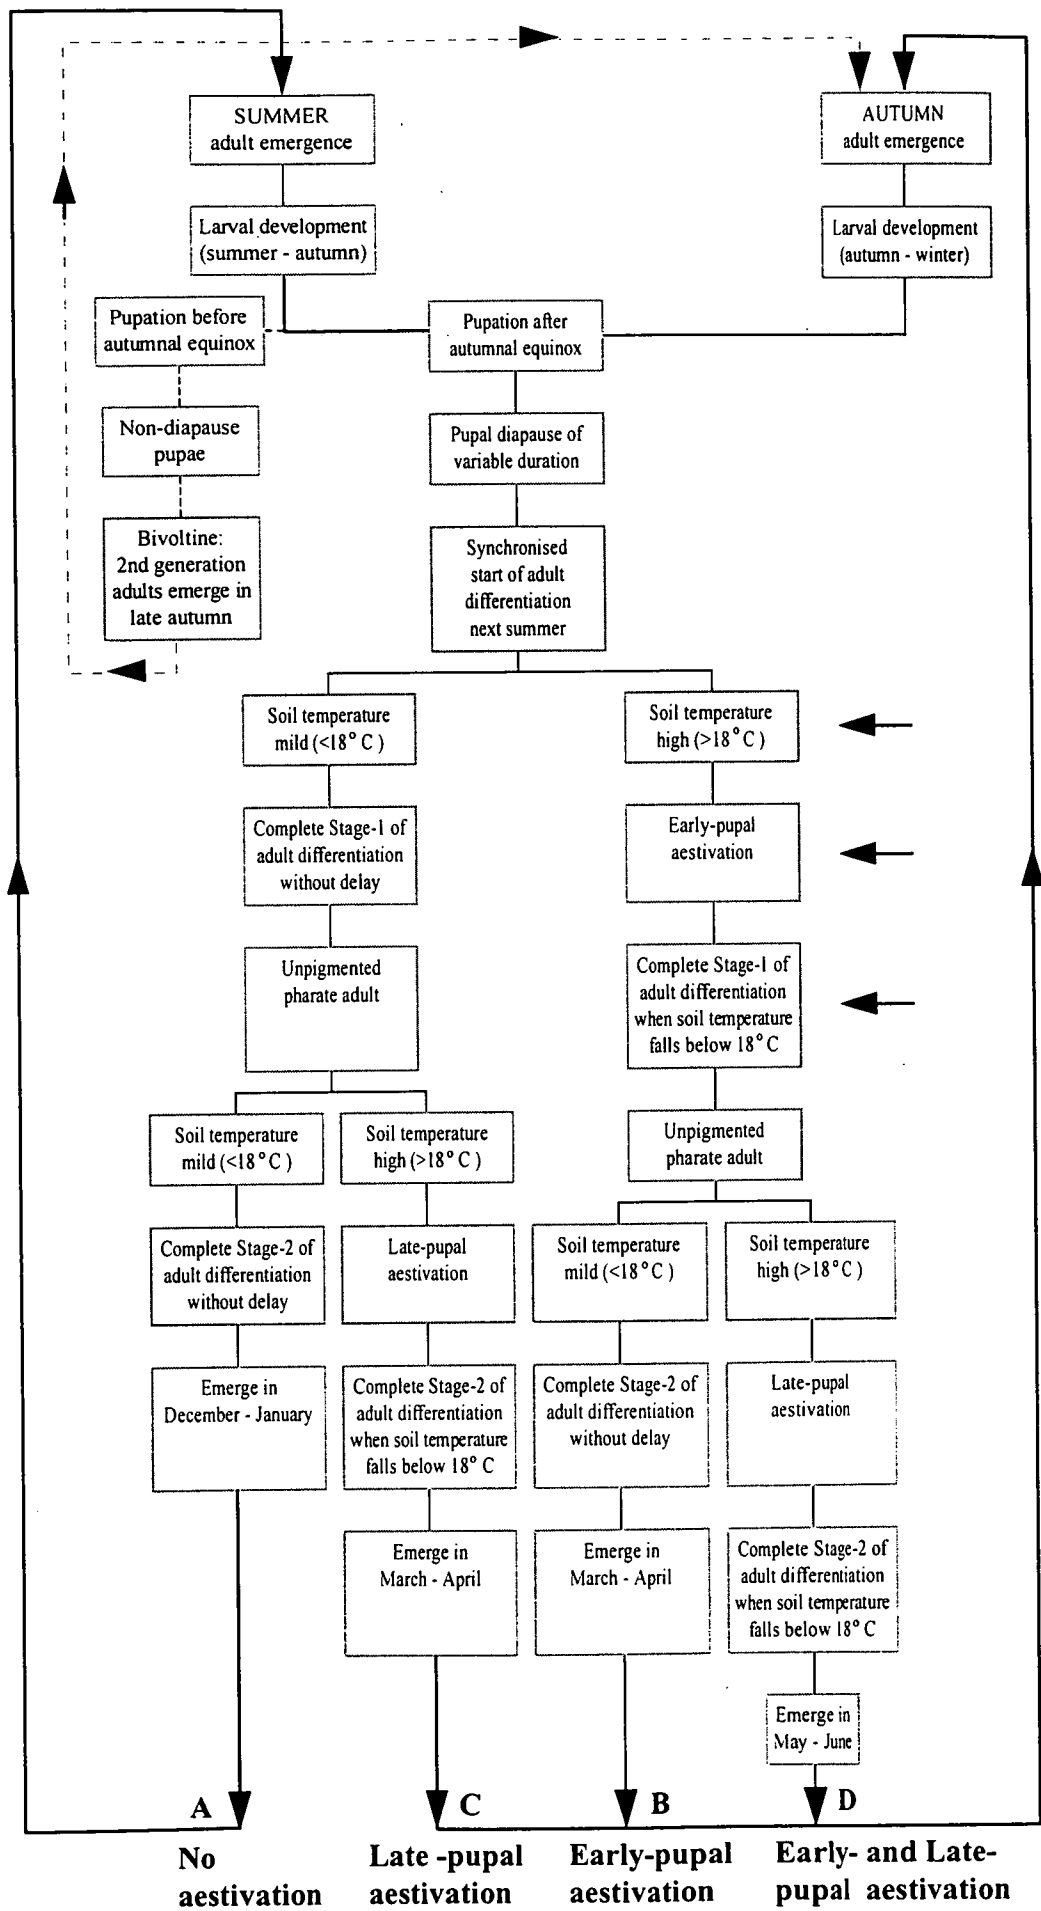 SUMMER
adult emergence
AUTUMN
adult emergence
Larval development
(summer - autumn)
Larval development
(autumn - winter)
Pupation before
autumnal equinox
Pupation after
autumnal equinox
Non-diapause
pupae
Pupal diapause of
variable duration
Bivoltine:
2nd generation
adults emerge in
late autumn
Synchronised
start of adult
differentiation
next summer
Soil temperature
mild (<18° C )
Soil temperature
high (>18° C )
Complete Stage-1 of
adult differentiation
without delay
Early-pupal
aestivation
Unpigmented
pharate adult
Complete Stage-1 of
adult differentiation
when soil temperature
falls below 18° C
Soil temperature
mild (<18° C )
Soil temperature
high (>18° C )
Unpigmented
pharate adult
Complete Stage-2 of
adult differentiation
without delay
Late-pupal
aestivation
Soil temperature
mild (<18° C )
Soil temperature
high (>18° C )
Emerge in
December - January
Complete Stage-2 of
adult differentiation
when soil temperature
falls below 18° C
Complete Stage-2 of
adult differentiation
without delay
Late-pupal
aestivation
Emerge in
March - April
Emerge in
March - April
Complete Stage-2 of
adult differentiation
when soil temperature
falls below 18° C
Emerge in
May - June
A
C
B
D
No
aestivation
Late -pupal
aestivation
Early-pupal
aestivation
Early- and Late-
pupal aestivation